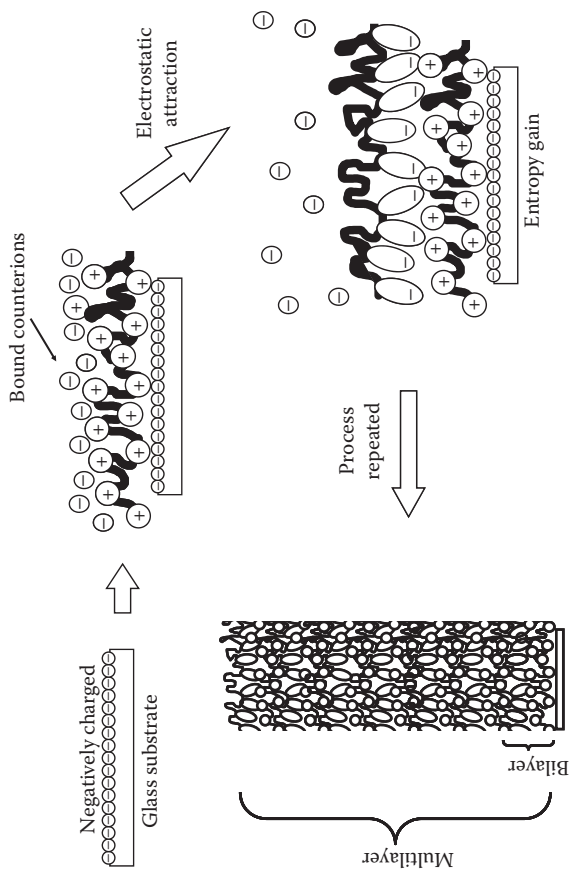 Negatively charged
Glass substrate
Bound counterions
Electrostatic
attraction
Entropy gain
Process
repeated
Multilayer
Bilayer